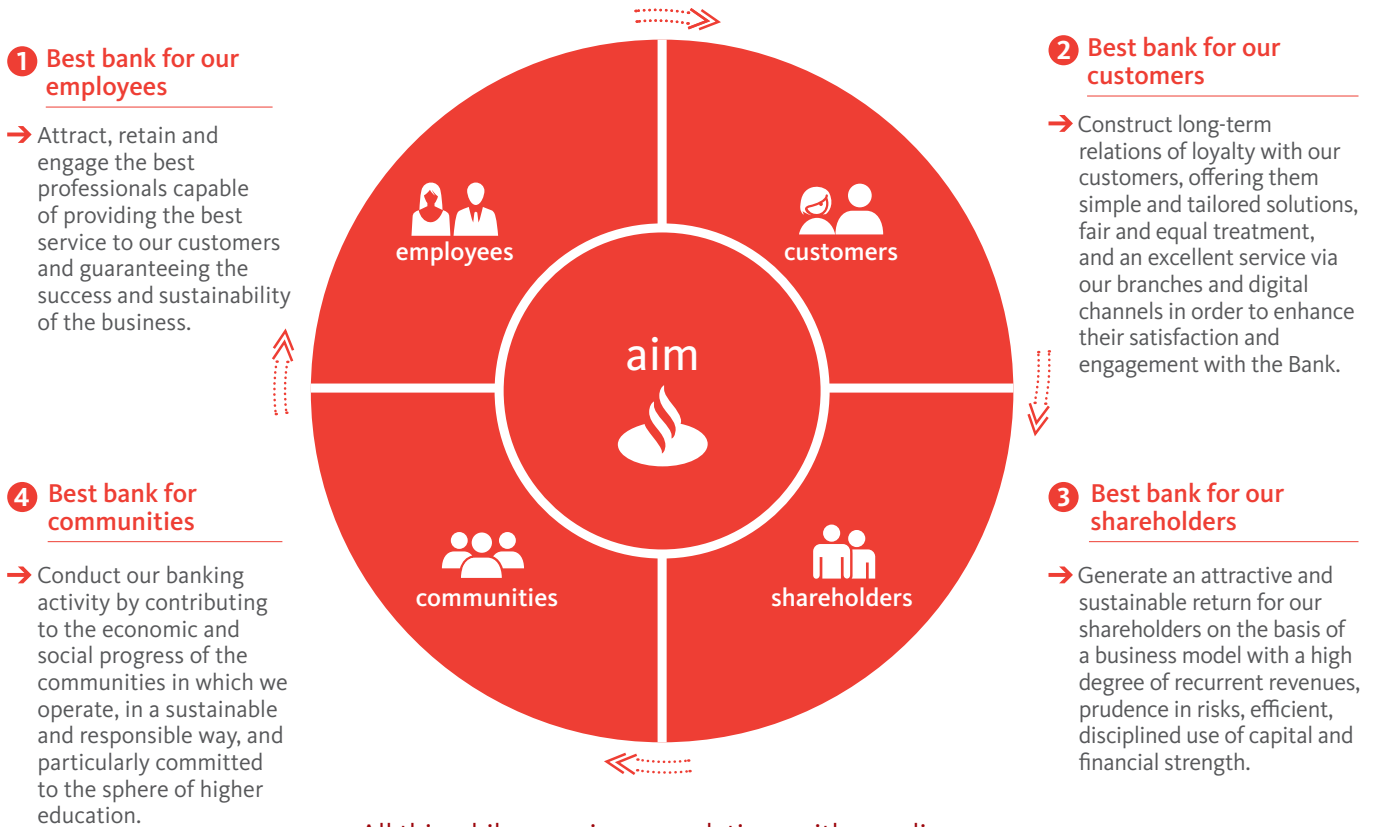 1 Best bank for our
employees
Attract, retain and
engage the best
professionals capable
of providing the best
service to our customers
and guaranteeing the
success and sustainability
of the business.
2 Best bank for our
customers
Construct long-term
relations of loyalty with our
customers, offering them
simple and tailored solutions,
fair and equal treatment,
and an excellent service via
our branches and digital
channels in order to enhance
their satisfaction and
engagement with the Bank.
employees
customers
aim
communities
shareholders
3 Best bank for our
shareholders
Generate an attractive and
sustainable return for our
shareholders on the basis of
a business model with a high
degree of recurrent revenues,
prudence in risks, efficient,
disciplined use of capital and
financial strength.
4 Best bank for
communities
Conduct our banking
activity by contributing
to the economic and
social progress of the
communities in which we
operate, in a sustainable
and responsible way, and
particularly committed
to the sphere of higher
education.